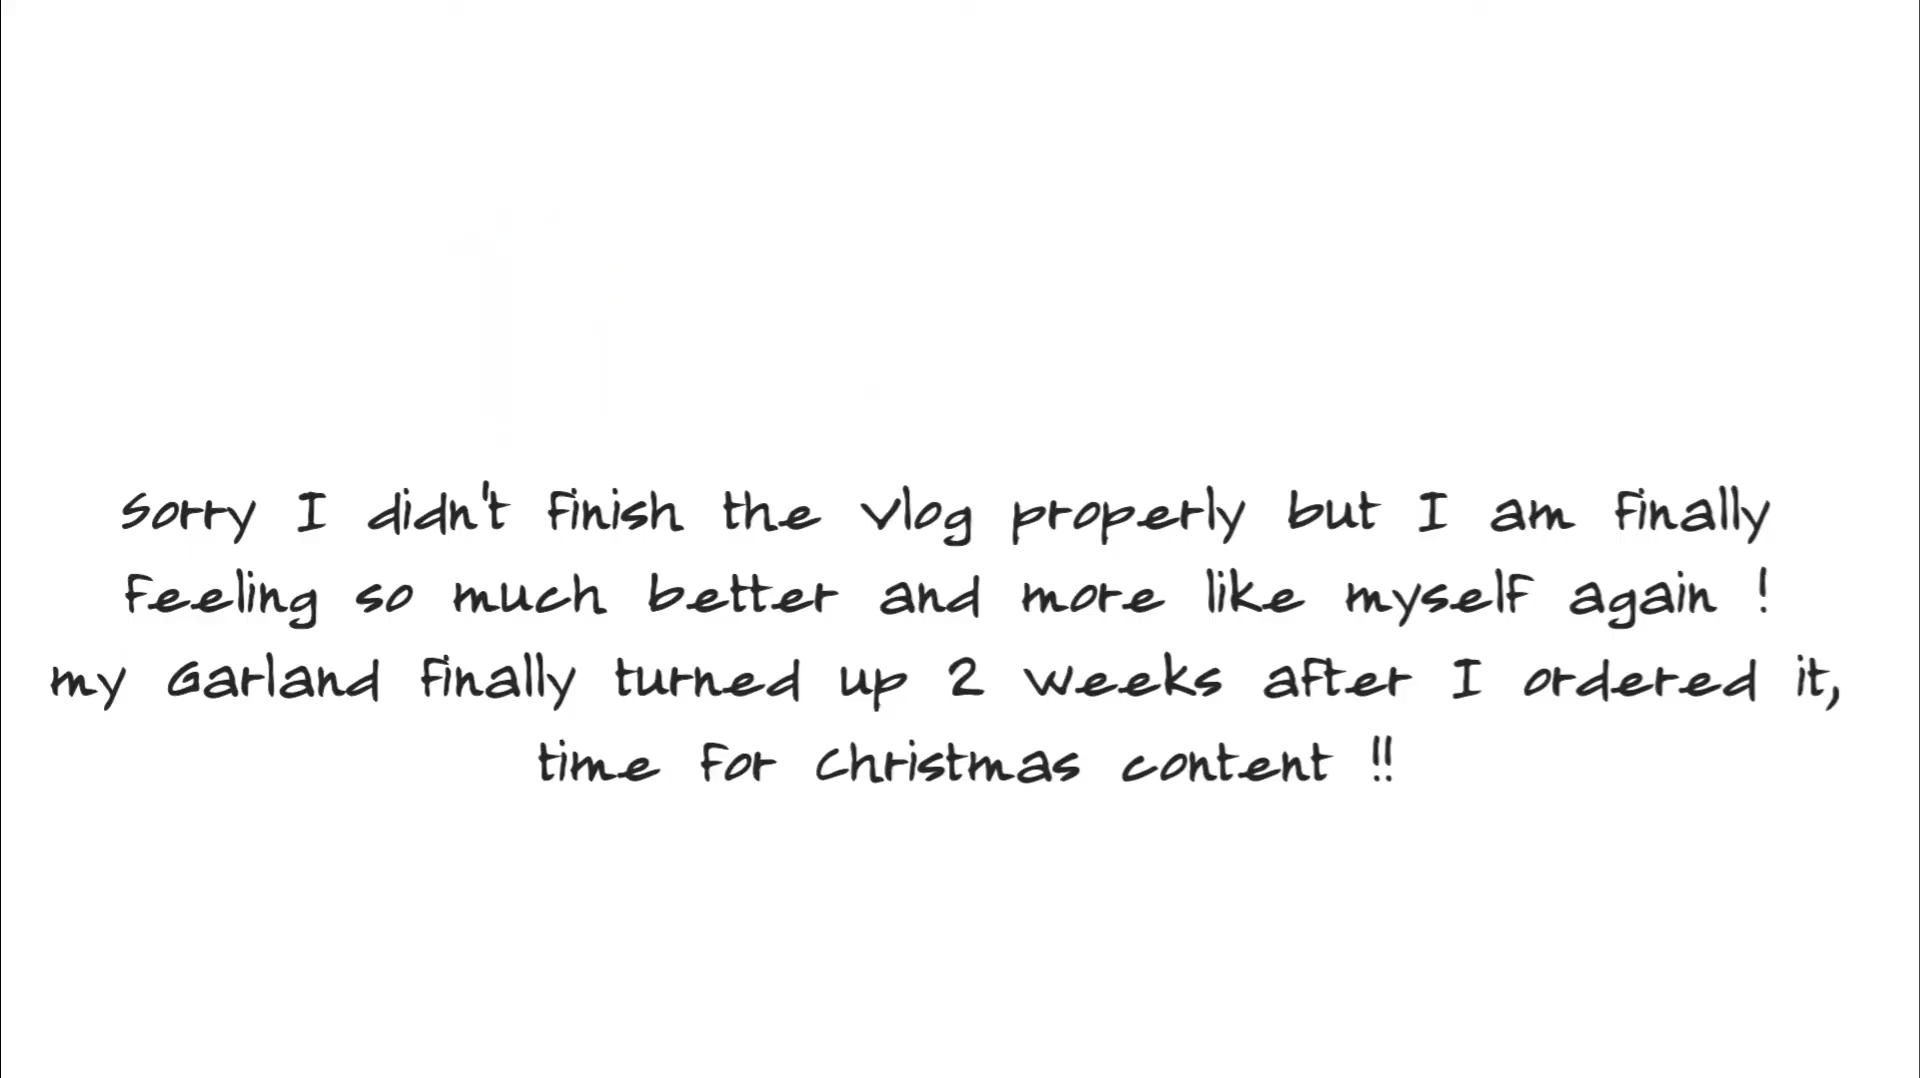 Sorry I didn't finish the vlog properly but I am finally
feeling so much better and more like myself again !
my Garland finally turned up 2 weeks after I ordered it,
time for Christmas content !!